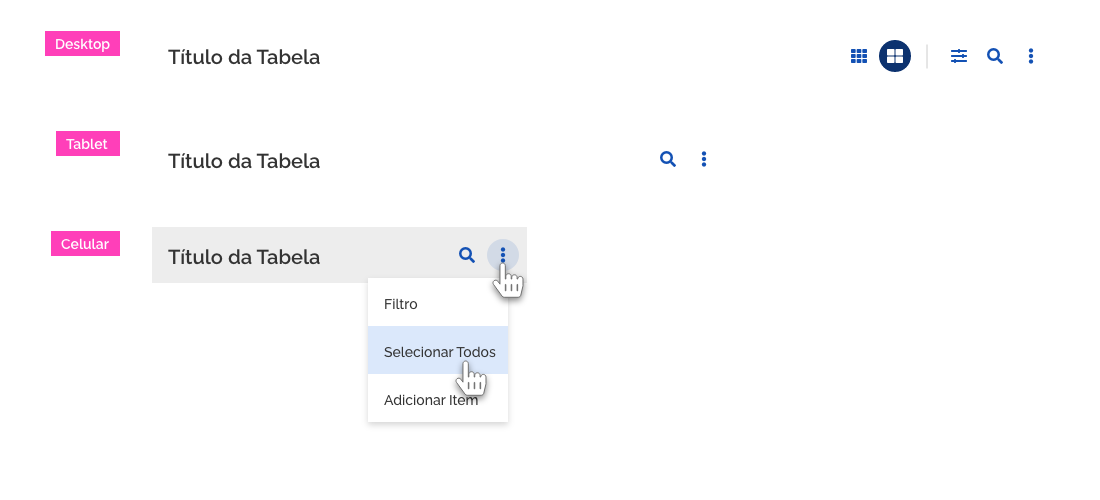 Desktop
Título da Tabela
Tablet
Título da Tabela
Celular
Título da Tabela
Filtro
Selecionar Todos
Adicionar Item